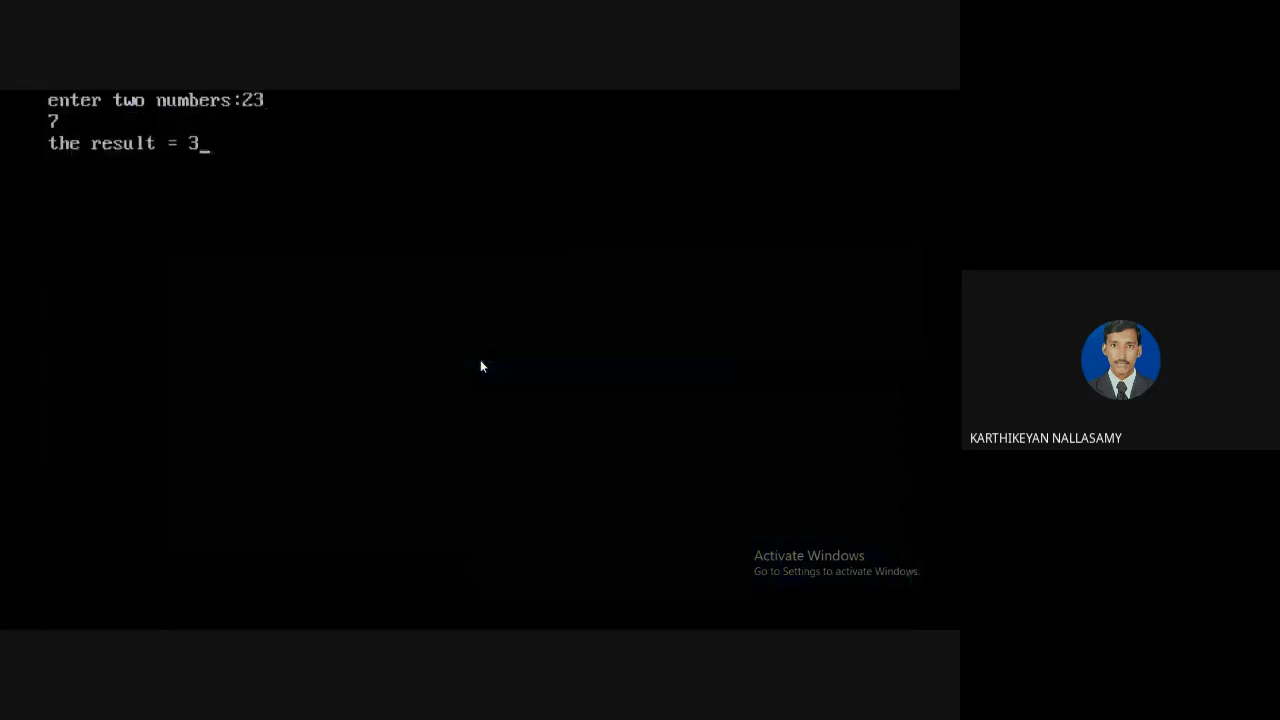 enter two numbers:23
7
the result = 3_
KARTHIKEYAN NALLASAMY
Activate Windows
Go to Settings to activate Windows.